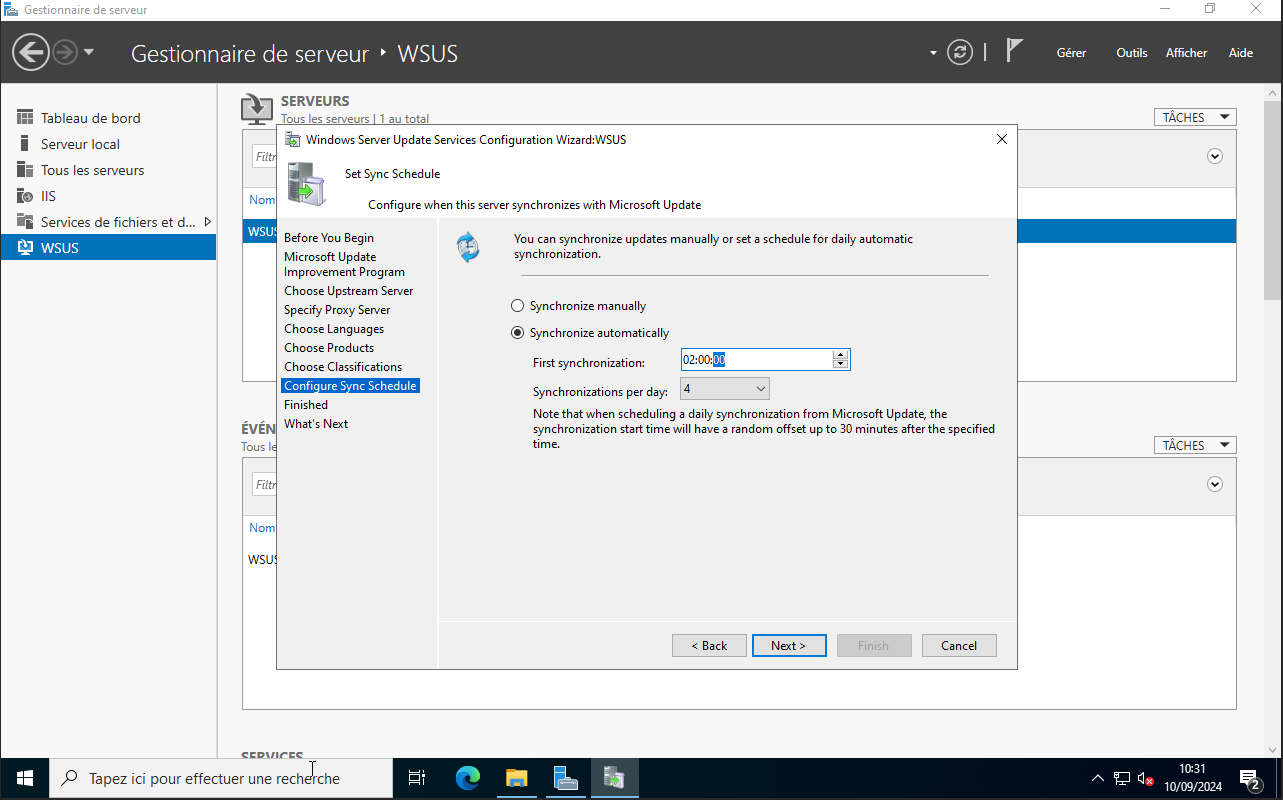 Gestionnaire de serveur
Gestionnaire de serveur ‣ WSUS
Gérer Outils Afficher Aide
Tableau de bord
Serveur local
Tous les serveurs
IIS
Services de fichiers et d...
WSUS
SERVEURS
Tous les serveurs | 1 au total
TÂCHES
Filtr
Nom
WSUS
Windows Server Update Services Configuration Wizard:WSUS
Set Sync Schedule
Configure when this server synchronizes with Microsoft Update
Before You Begin
Microsoft Update
Improvement Program
Choose Upstream Server
Specify Proxy Server
Choose Languages
Choose Products
Choose Classifications
Configure Sync Schedule
Finished
What's Next
You can synchronize updates manually or set a schedule for daily automatic
synchronization.
Synchronize manually
Synchronize automatically
First synchronization: 02:00:00
Synchronizations per day: 4
Note that when scheduling a daily synchronization from Microsoft Update, the
synchronization start time will have a random offset up to 30 minutes after the specified
time.
< Back Next > Finish Cancel
ÉVÉN
Tous le
TÂCHES
Filtr
Nom
WSUS
SERVICES
Tapez ici pour effectuer une recherche
10:31
10/09/2024
2